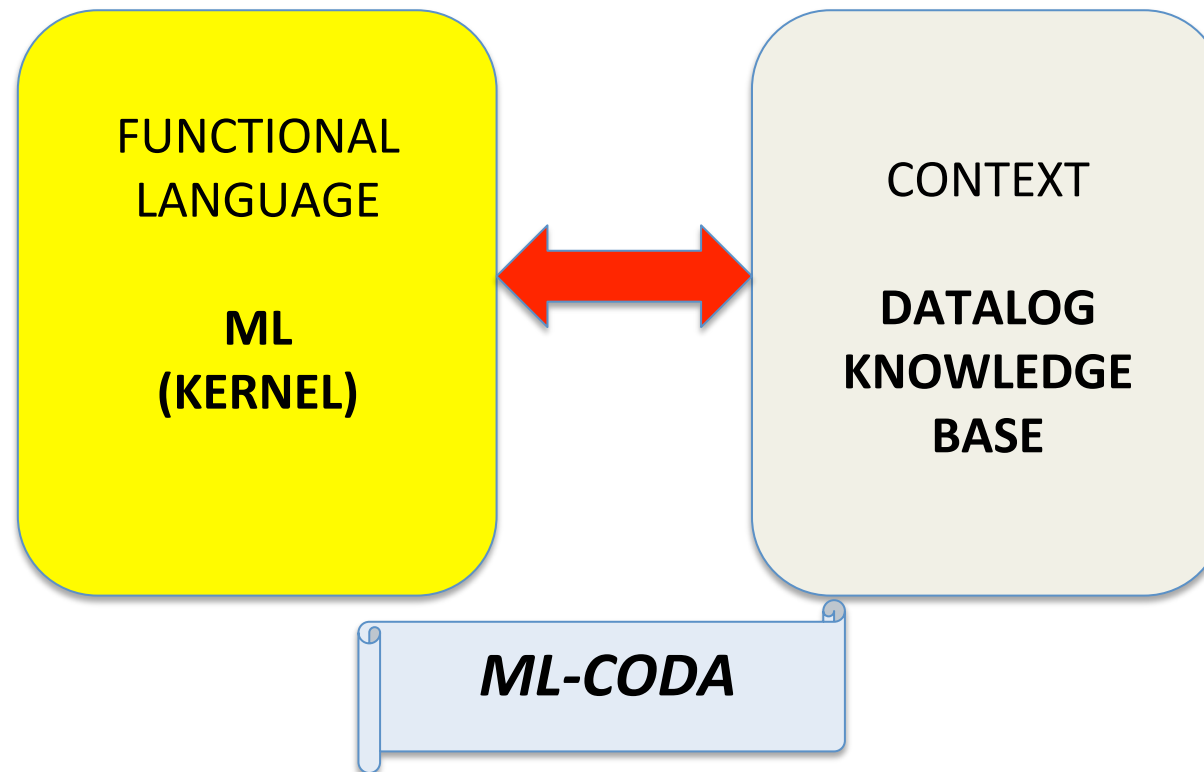 FUNCTIONAL
LANGUAGE
ML
(KERNEL)
CONTEXT
DATALOG
KNOWLEDGE
BASE
ML-CODA